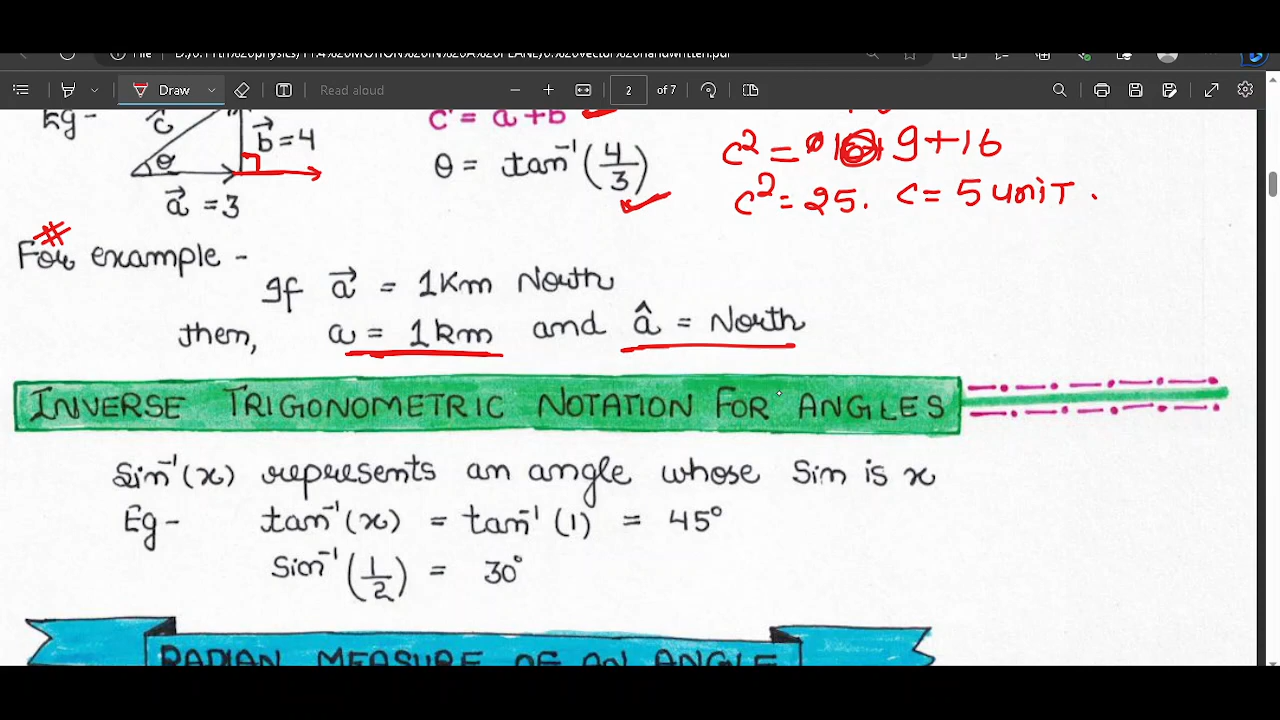 Read aloud
Draw
2 of 7
Eg-
c⃗
b⃗ = 4
θ
a⃗ = 3
c⃗ = a+b
θ = tan⁻¹(4/3)
c² = 9+16
c² = 25. c = 5 unit.
#
For example -
If a⃗ = 1Km North
then, a = 1km and â = North
INVERSE TRIGONOMETRIC NOTATION FOR ANGLES
Sin⁻¹(x) represents an angle whose Sin is x
Eg- tan⁻¹(x) = tan⁻¹(1) = 45°
Sin⁻¹(1/2) = 30°
RADIAN MEASURE OF AN ANGLE